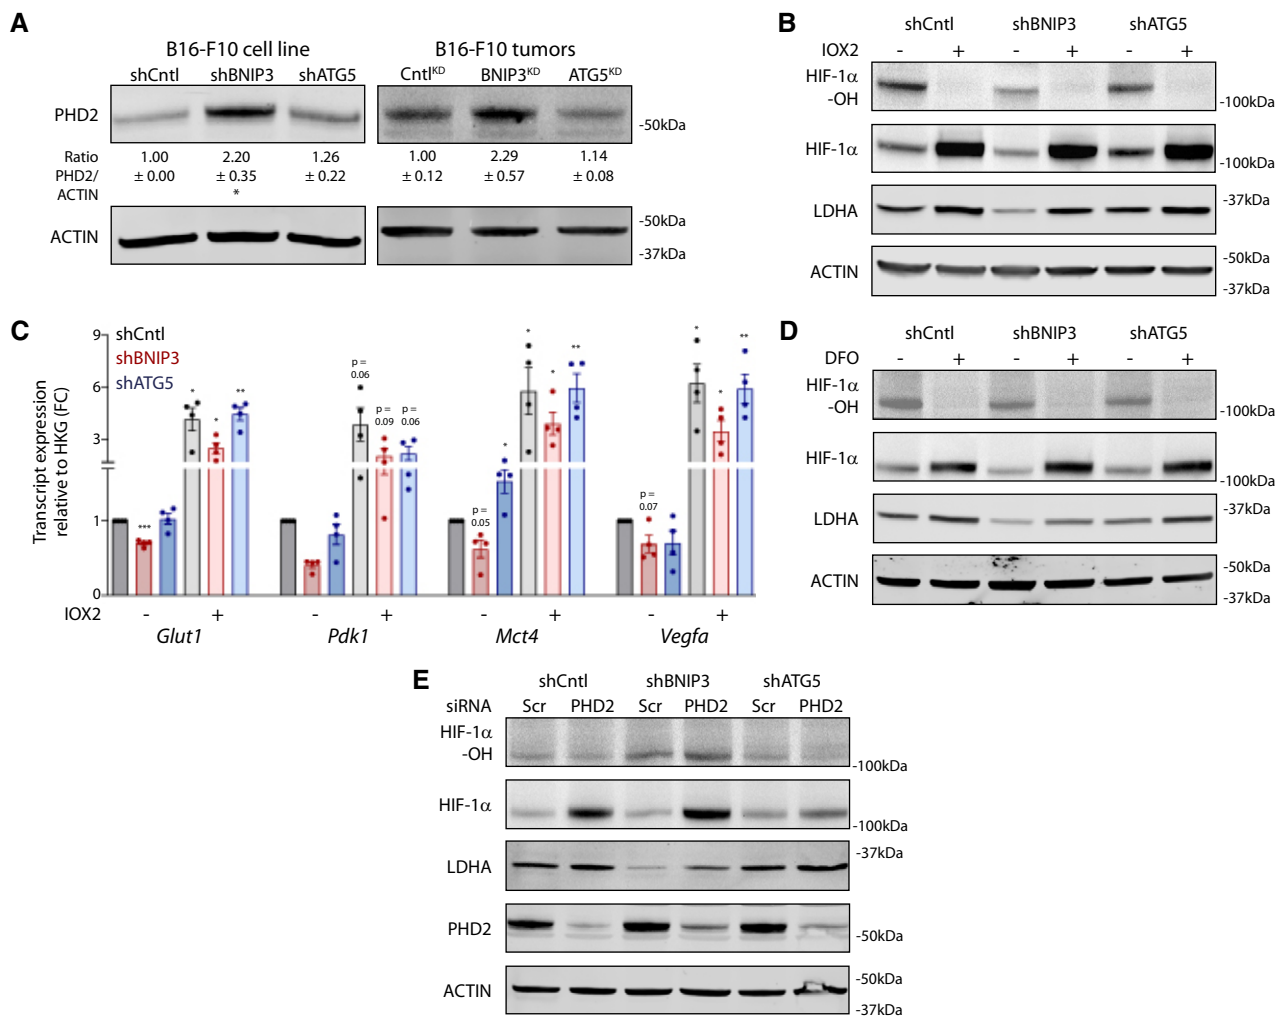 A
B16-F10 cell line
B16-F10 tumors
shCntl shBNIP3 shATG5
Cntl^KD BNIP3^KD ATG5^KD
PHD2
-50kDa
Ratio 1.00 2.20 1.26 1.00 2.29 1.14
PHD2/ ± 0.00 ± 0.35 ± 0.22 ± 0.12 ± 0.57 ± 0.08
ACTIN *
ACTIN
-50kDa
-37kDa
B
shCntl shBNIP3 shATG5
IOX2 - + - + - +
HIF-1α
-OH
-100kDa
HIF-1α
-100kDa
LDHA
-37kDa
ACTIN
-50kDa
-37kDa
C
Transcript expression
relative to HKG (FC)
9
6
3
1
0
shCntl
shBNIP3
shATG5
*** * * **
p =
0.06
p =
0.09
p =
0.06
p =
0.05
* * * **
p =
0.07
* * **
IOX2 - + - + - + - +
Glut1 Pdk1 Mct4 Vegfa
D
shCntl shBNIP3 shATG5
DFO - + - + - +
HIF-1α
-OH
-100kDa
HIF-1α
-100kDa
LDHA
-37kDa
ACTIN
-50kDa
-37kDa
E
shCntl shBNIP3 shATG5
siRNA Scr PHD2 Scr PHD2 Scr PHD2
HIF-1α
-OH
-100kDa
HIF-1α
-100kDa
LDHA
-37kDa
PHD2
-50kDa
ACTIN
-50kDa
-37kDa